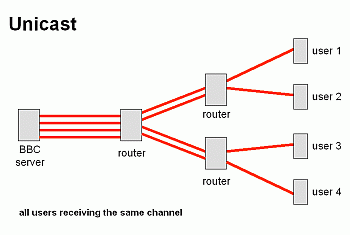 Unicast
user 1
user 2
router
BBC
server
router
user 3
router
user 4
all users receiving the same channel